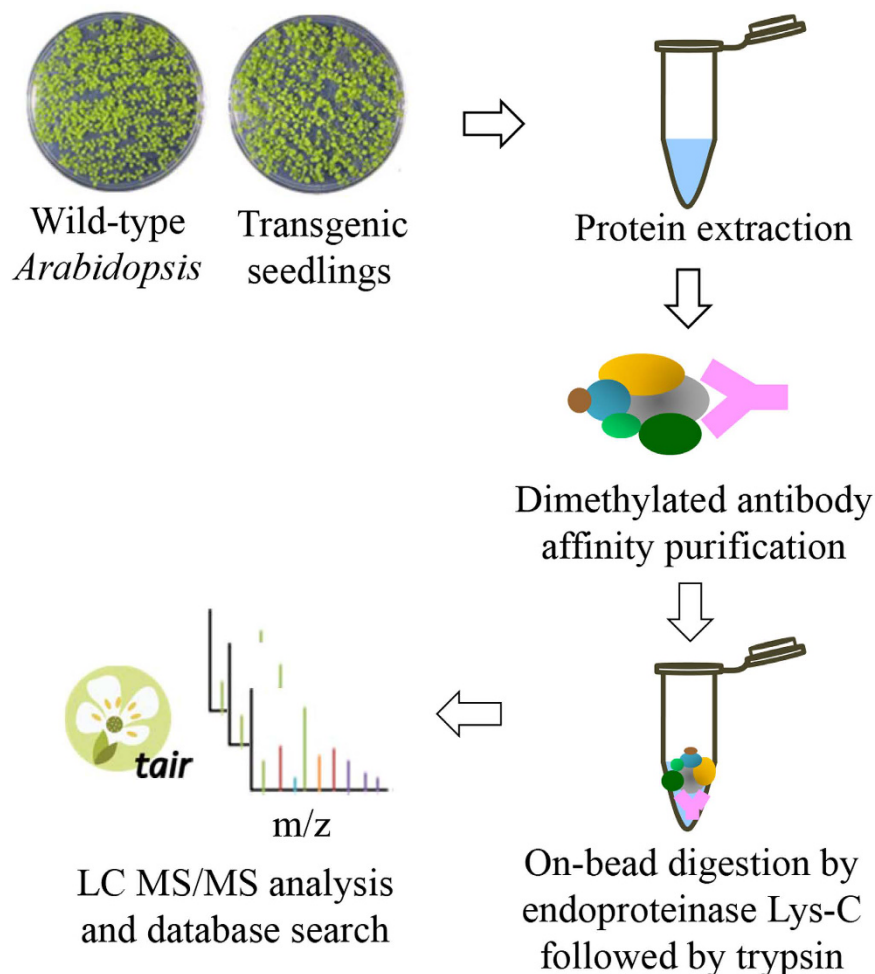 Wild-type
Arabidopsis
Transgenic
seedlings
Protein extraction
Dimethylated antibody
affinity purification
On-bead digestion by
endoproteinase Lys-C
followed by trypsin
tair
m/z
LC MS/MS analysis
and database search